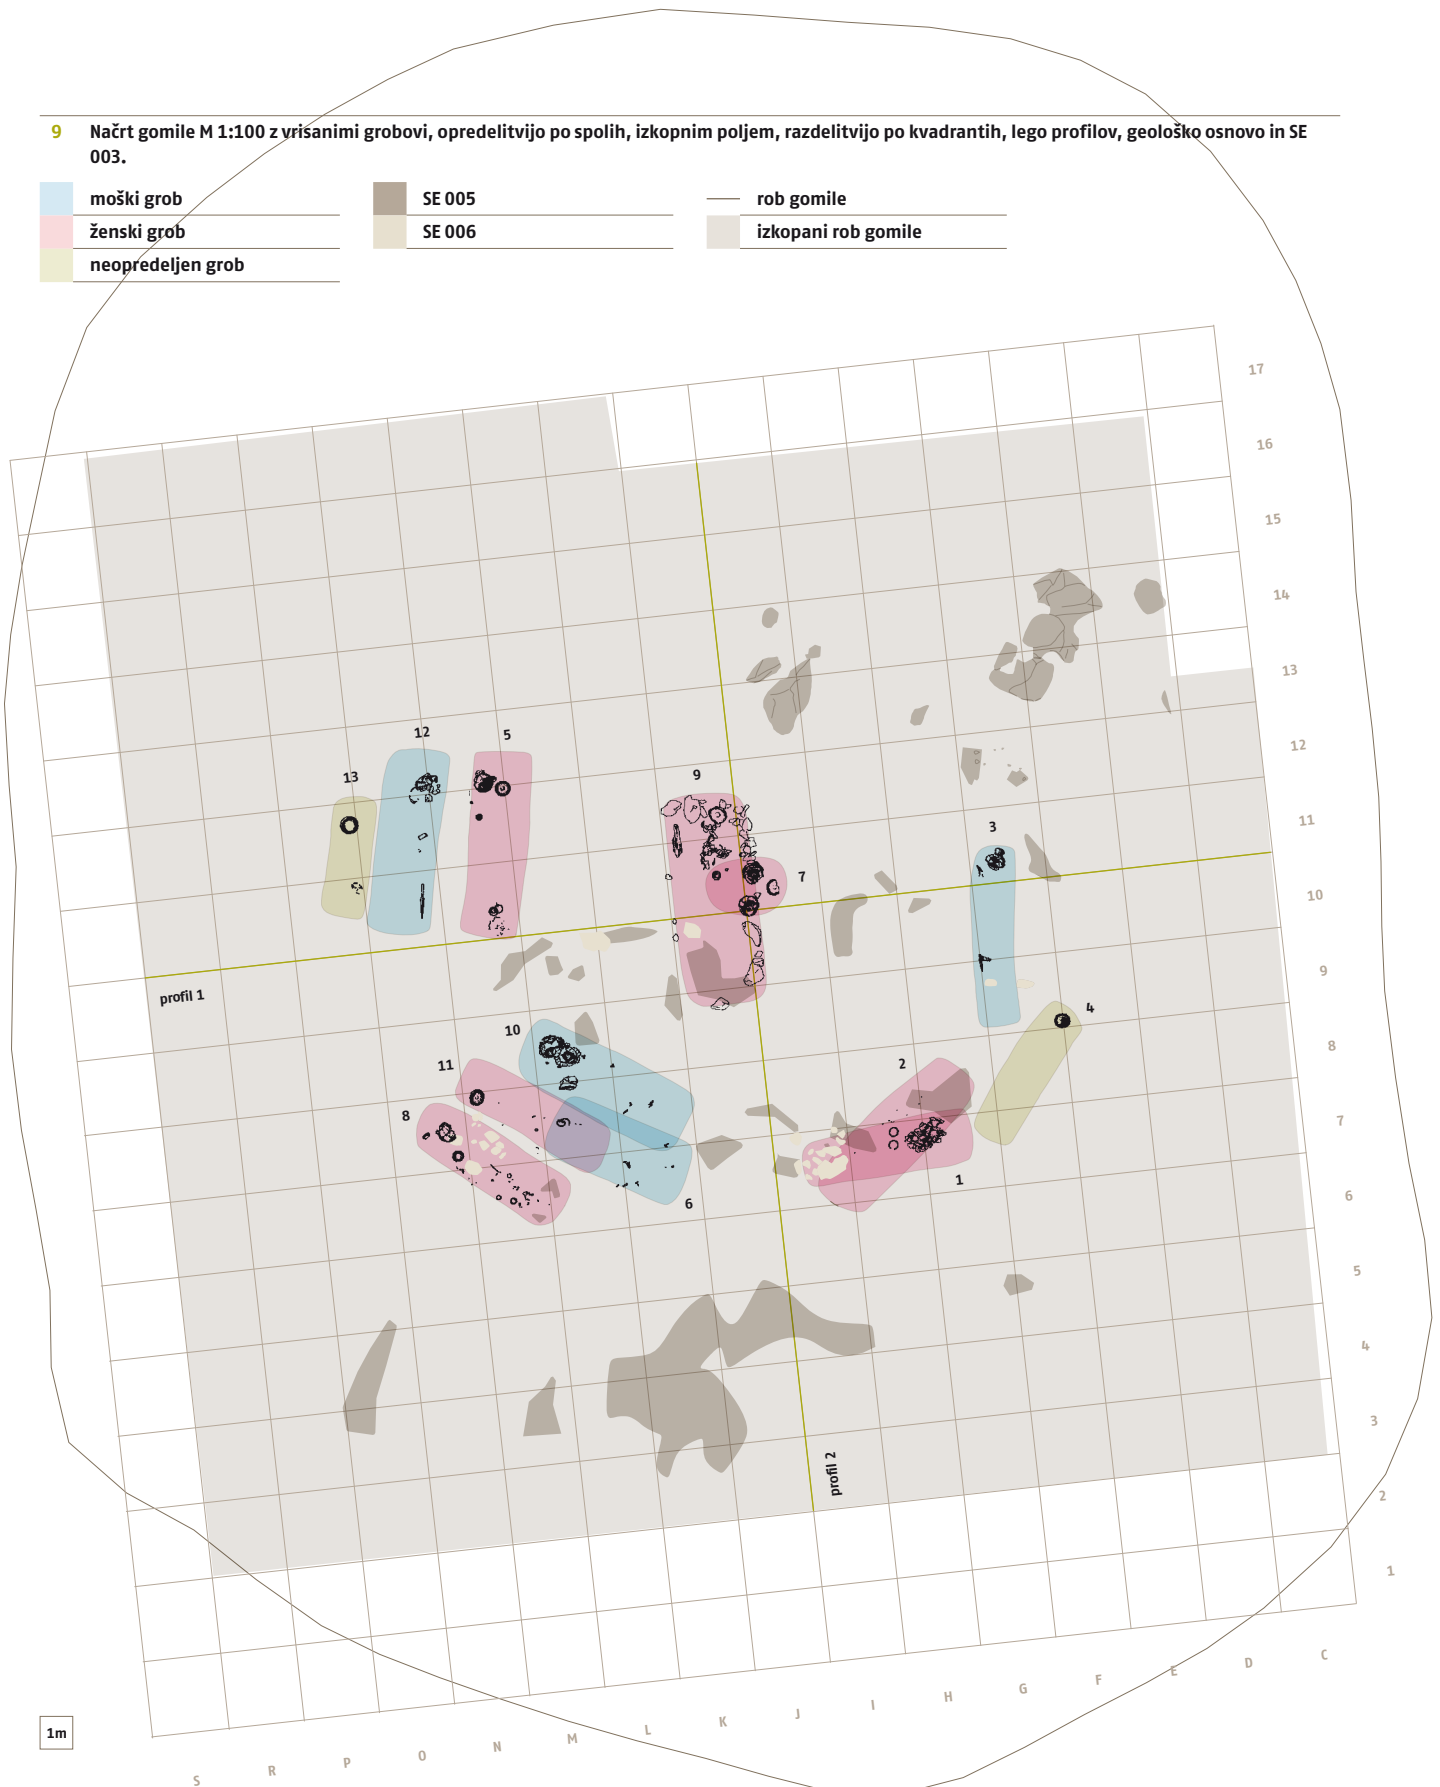 9 Načrt gomile M 1:100 z vrisanimi grobovi, opredelitvijo po spolih, izkopnim poljem, razdelitvijo po kvadrantih, lego profilov, geološko osnovo in SE
003.
moški grob
ženski grob
neopredeljen grob
SE 005
SE 006
rob gomile
izkopani rob gomile
17
16
15
14
13
12
11
10
9
8
7
6
5
4
3
2
1
12
5
13
9
7
3
4
10
11
8
6
2
1
profil 1
profil 2
1m
S
R
P
O
N
M
L
K
J
I
H
G
F
E
D
C